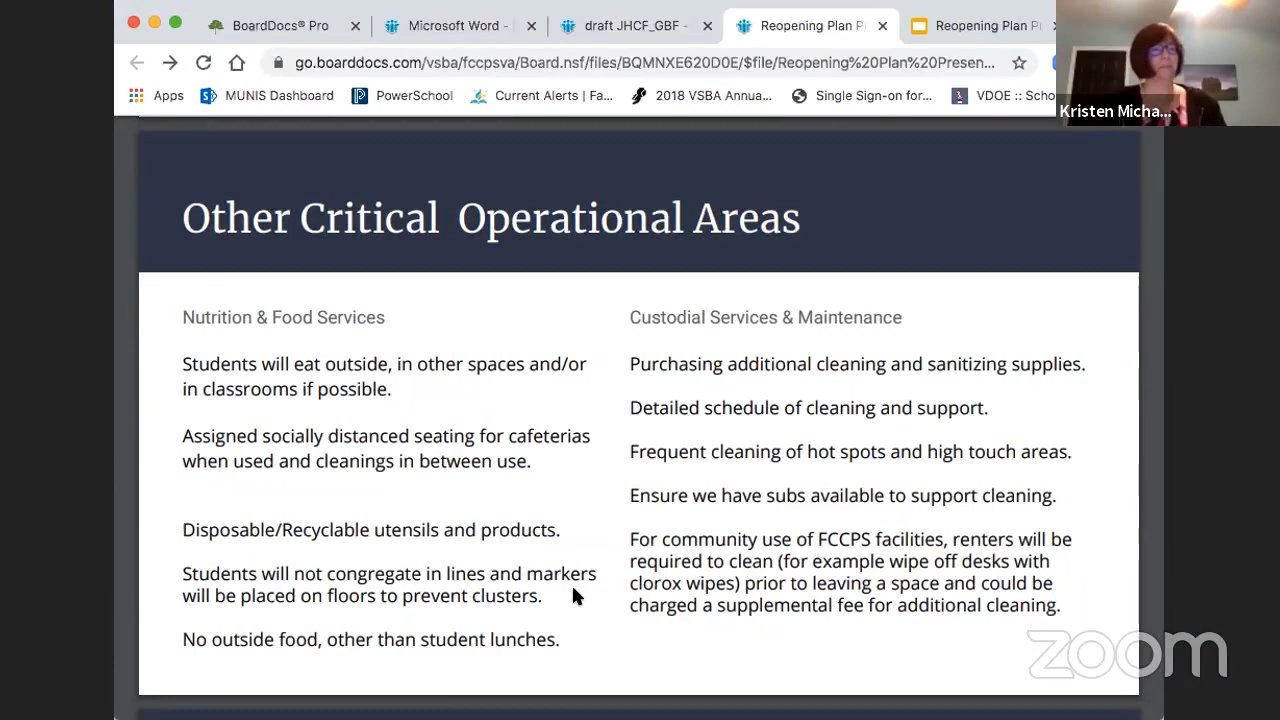 BoardDocs® Pro
Microsoft Word -
draft JHCF_GBF -
Reopening Plan P
Reopening Plan Pr
go.boarddocs.com/vsba/fccpsva/Board.nsf/files/BQMNXE620D0E/$file/Reopening%20Plan%20Presen...
Apps
MUNIS Dashboard
PowerSchool
Current Alerts | Fa...
2018 VSBA Annua...
Single Sign-on for...
VDOE :: Scho
Kristen Micha...
Other Critical Operational Areas
Nutrition & Food Services
Students will eat outside, in other spaces and/or
in classrooms if possible.
Assigned socially distanced seating for cafeterias
when used and cleanings in between use.
Disposable/Recyclable utensils and products.
Students will not congregate in lines and markers
will be placed on floors to prevent clusters.
No outside food, other than student lunches.
Custodial Services & Maintenance
Purchasing additional cleaning and sanitizing supplies.
Detailed schedule of cleaning and support.
Frequent cleaning of hot spots and high touch areas.
Ensure we have subs available to support cleaning.
For community use of FCCPS facilities, renters will be
required to clean (for example wipe off desks with
clorox wipes) prior to leaving a space and could be
charged a supplemental fee for additional cleaning.
zoom